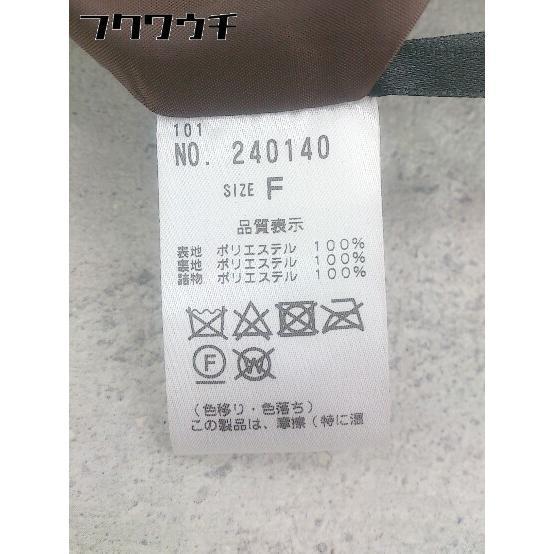 フクウウチ
101
NO. 240140
SIZE F
品質表示
表地 ポリエステル 100%
裏地 ポリエステル 100%
詰物 ポリエステル 100%
F W
(色移り・色落ち)
この製品は、摩擦(特に湿